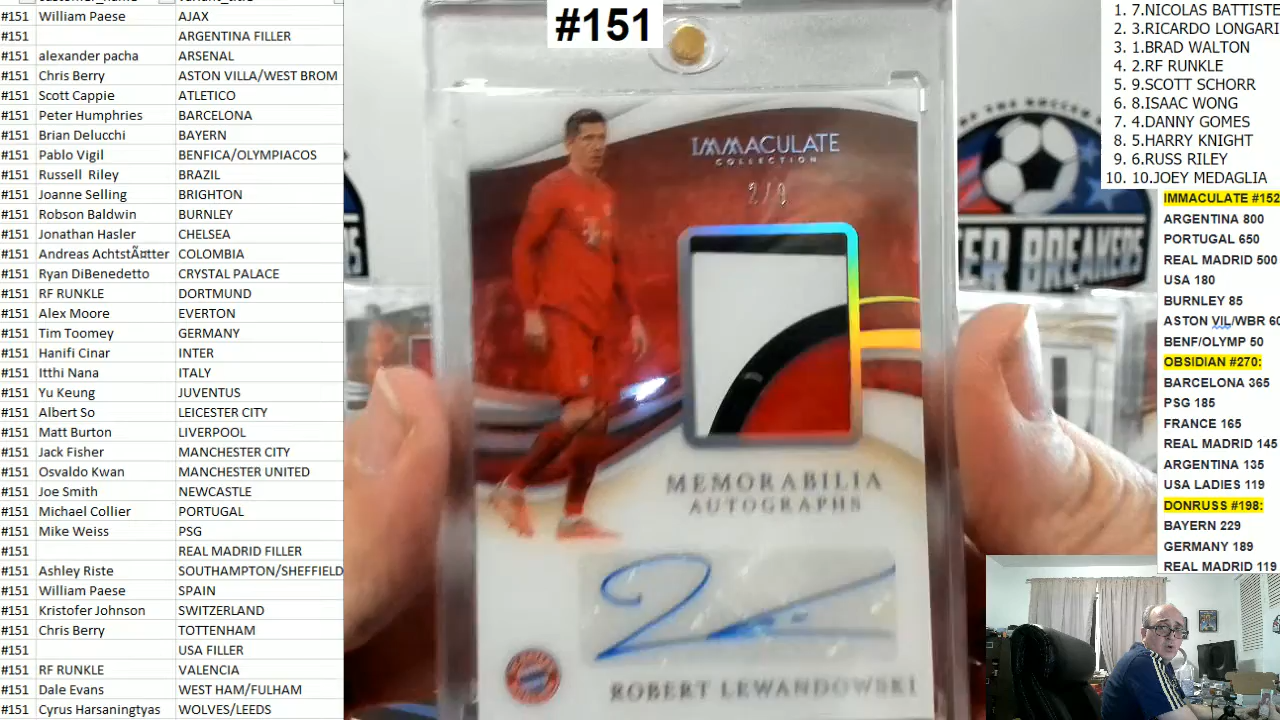 #151 William Paese AJAX
#151 ARGENTINA FILLER
#151 alexander pacha ARSENAL
#151 Chris Berry ASTON VILLA/WEST BROM
#151 Scott Cappie ATLETICO
#151 Peter Humphries BARCELONA
#151 Brian Delucchi BAYERN
#151 Pablo Vigil BENFICA/OLYMPIACOS
#151 Russell Riley BRAZIL
#151 Joanne Selling BRIGHTON
#151 Robson Baldwin BURNLEY
#151 Jonathan Hasler CHELSEA
#151 Andreas AchtstÃ¤tter COLOMBIA
#151 Ryan DiBenedetto CRYSTAL PALACE
#151 RF RUNKLE DORTMUND
#151 Alex Moore EVERTON
#151 Tim Toomey GERMANY
#151 Hanifi Cinar INTER
#151 Itthi Nana ITALY
#151 Yu Keung JUVENTUS
#151 Albert So LEICESTER CITY
#151 Matt Burton LIVERPOOL
#151 Jack Fisher MANCHESTER CITY
#151 Osvaldo Kwan MANCHESTER UNITED
#151 Joe Smith NEWCASTLE
#151 Michael Collier PORTUGAL
#151 Mike Weiss PSG
#151 REAL MADRID FILLER
#151 Ashley Riste SOUTHAMPTON/SHEFFIELD
#151 William Paese SPAIN
#151 Kristofer Johnson SWITZERLAND
#151 Chris Berry TOTTENHAM
#151 USA FILLER
#151 RF RUNKLE VALENCIA
#151 Dale Evans WEST HAM/FULHAM
#151 Cyrus Harsaningtyas WOLVES/LEEDS
#151
IMMACULATE
COLLECTION
MEMORABILIA
AUTOGRAPHS
ROBERT LEWANDOWSKI
BREAKERS
1. 7.NICOLAS BATTISTE
2. 3.RICARDO LONGARI
3. 1.BRAD WALTON
4. 2.RF RUNKLE
5. 9.SCOTT SCHORR
6. 8.ISAAC WONG
7. 4.DANNY GOMES
8. 5.HARRY KNIGHT
9. 6.RUSS RILEY
10. 10.JOEY MEDAGLIA
IMMACULATE #152
ARGENTINA 800
PORTUGAL 650
REAL MADRID 500
USA 180
BURNLEY 85
ASTON VIL/WBR 60
BENF/OLYMP 50
OBSIDIAN #270:
BARCELONA 365
PSG 185
FRANCE 165
REAL MADRID 145
ARGENTINA 135
USA LADIES 119
DONRUSS #198:
BAYERN 229
GERMANY 189
REAL MADRID 119